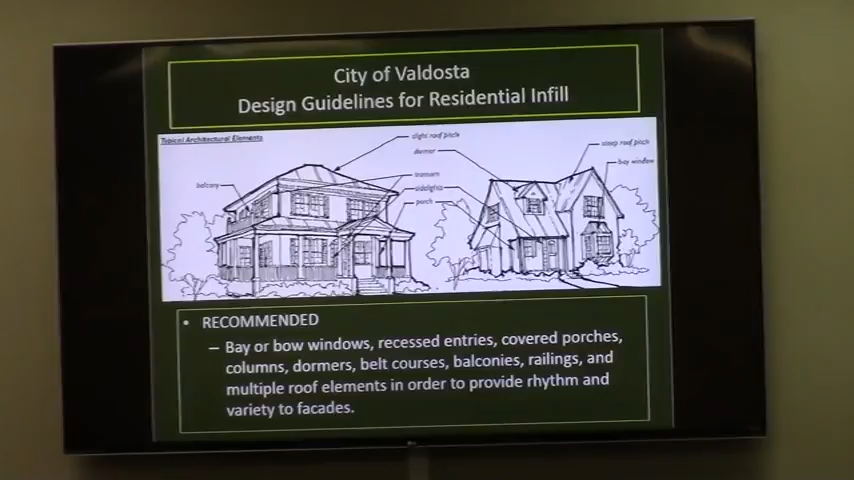 City of Valdosta
Design Guidelines for Residential Infill
Typical Architectural Elements
slight roof pitch
dormer
steep roof pitch
bay window
transom
balcony
sidelights
porch
• RECOMMENDED
– Bay or bow windows, recessed entries, covered porches,
columns, dormers, belt courses, balconies, railings, and
multiple roof elements in order to provide rhythm and
variety to facades.